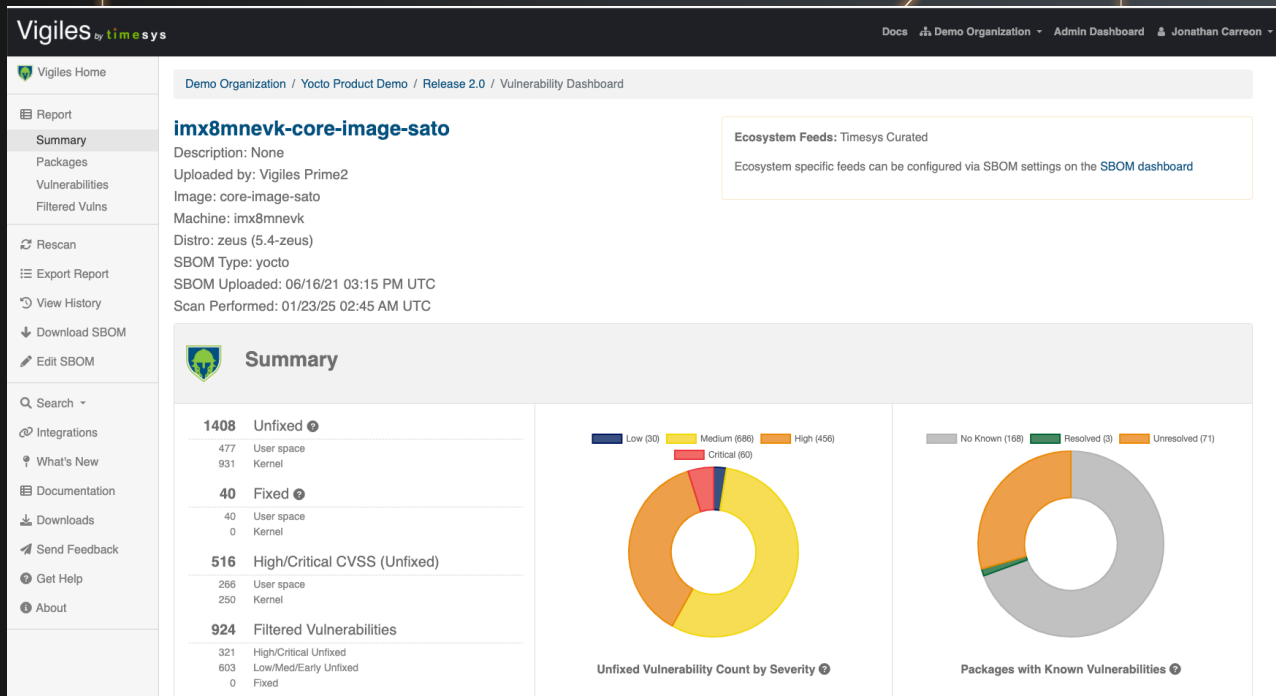 Vigiles by timesys
Docs Demo Organization Admin Dashboard Jonathan Carreon
Vigiles Home
Report
Summary
Packages
Vulnerabilities
Filtered Vulns
Rescan
Export Report
View History
Download SBOM
Edit SBOM
Search
Integrations
What's New
Documentation
Downloads
Send Feedback
Get Help
About
Demo Organization / Yocto Product Demo / Release 2.0 / Vulnerability Dashboard
imx8mnevk-core-image-sato
Description: None
Uploaded by: Vigiles Prime2
Image: core-image-sato
Machine: imx8mnevk
Distro: zeus (5.4-zeus)
SBOM Type: yocto
SBOM Uploaded: 06/16/21 03:15 PM UTC
Scan Performed: 01/23/25 02:45 AM UTC
Ecosystem Feeds: Timesys Curated
Ecosystem specific feeds can be configured via SBOM settings on the SBOM dashboard
Summary
1408 Unfixed
477 User space
931 Kernel
40 Fixed
40 User space
0 Kernel
516 High/Critical CVSS (Unfixed)
266 User space
250 Kernel
924 Filtered Vulnerabilities
321 High/Critical Unfixed
603 Low/Med/Early Unfixed
0 Fixed
Low (30) Medium (686) High (456)
Critical (60)
Unfixed Vulnerability Count by Severity
No Known (168) Resolved (3) Unresolved (71)
Packages with Known Vulnerabilities